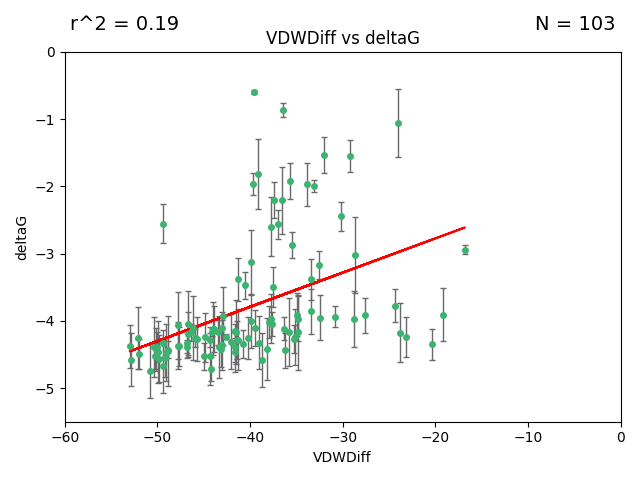 r^2 = 0.19
N = 103
VDWDiff vs deltaG
deltaG
0
−1
−2
−3
−4
−5
−60
−50
−40
−30
−20
−10
0
VDWDiff